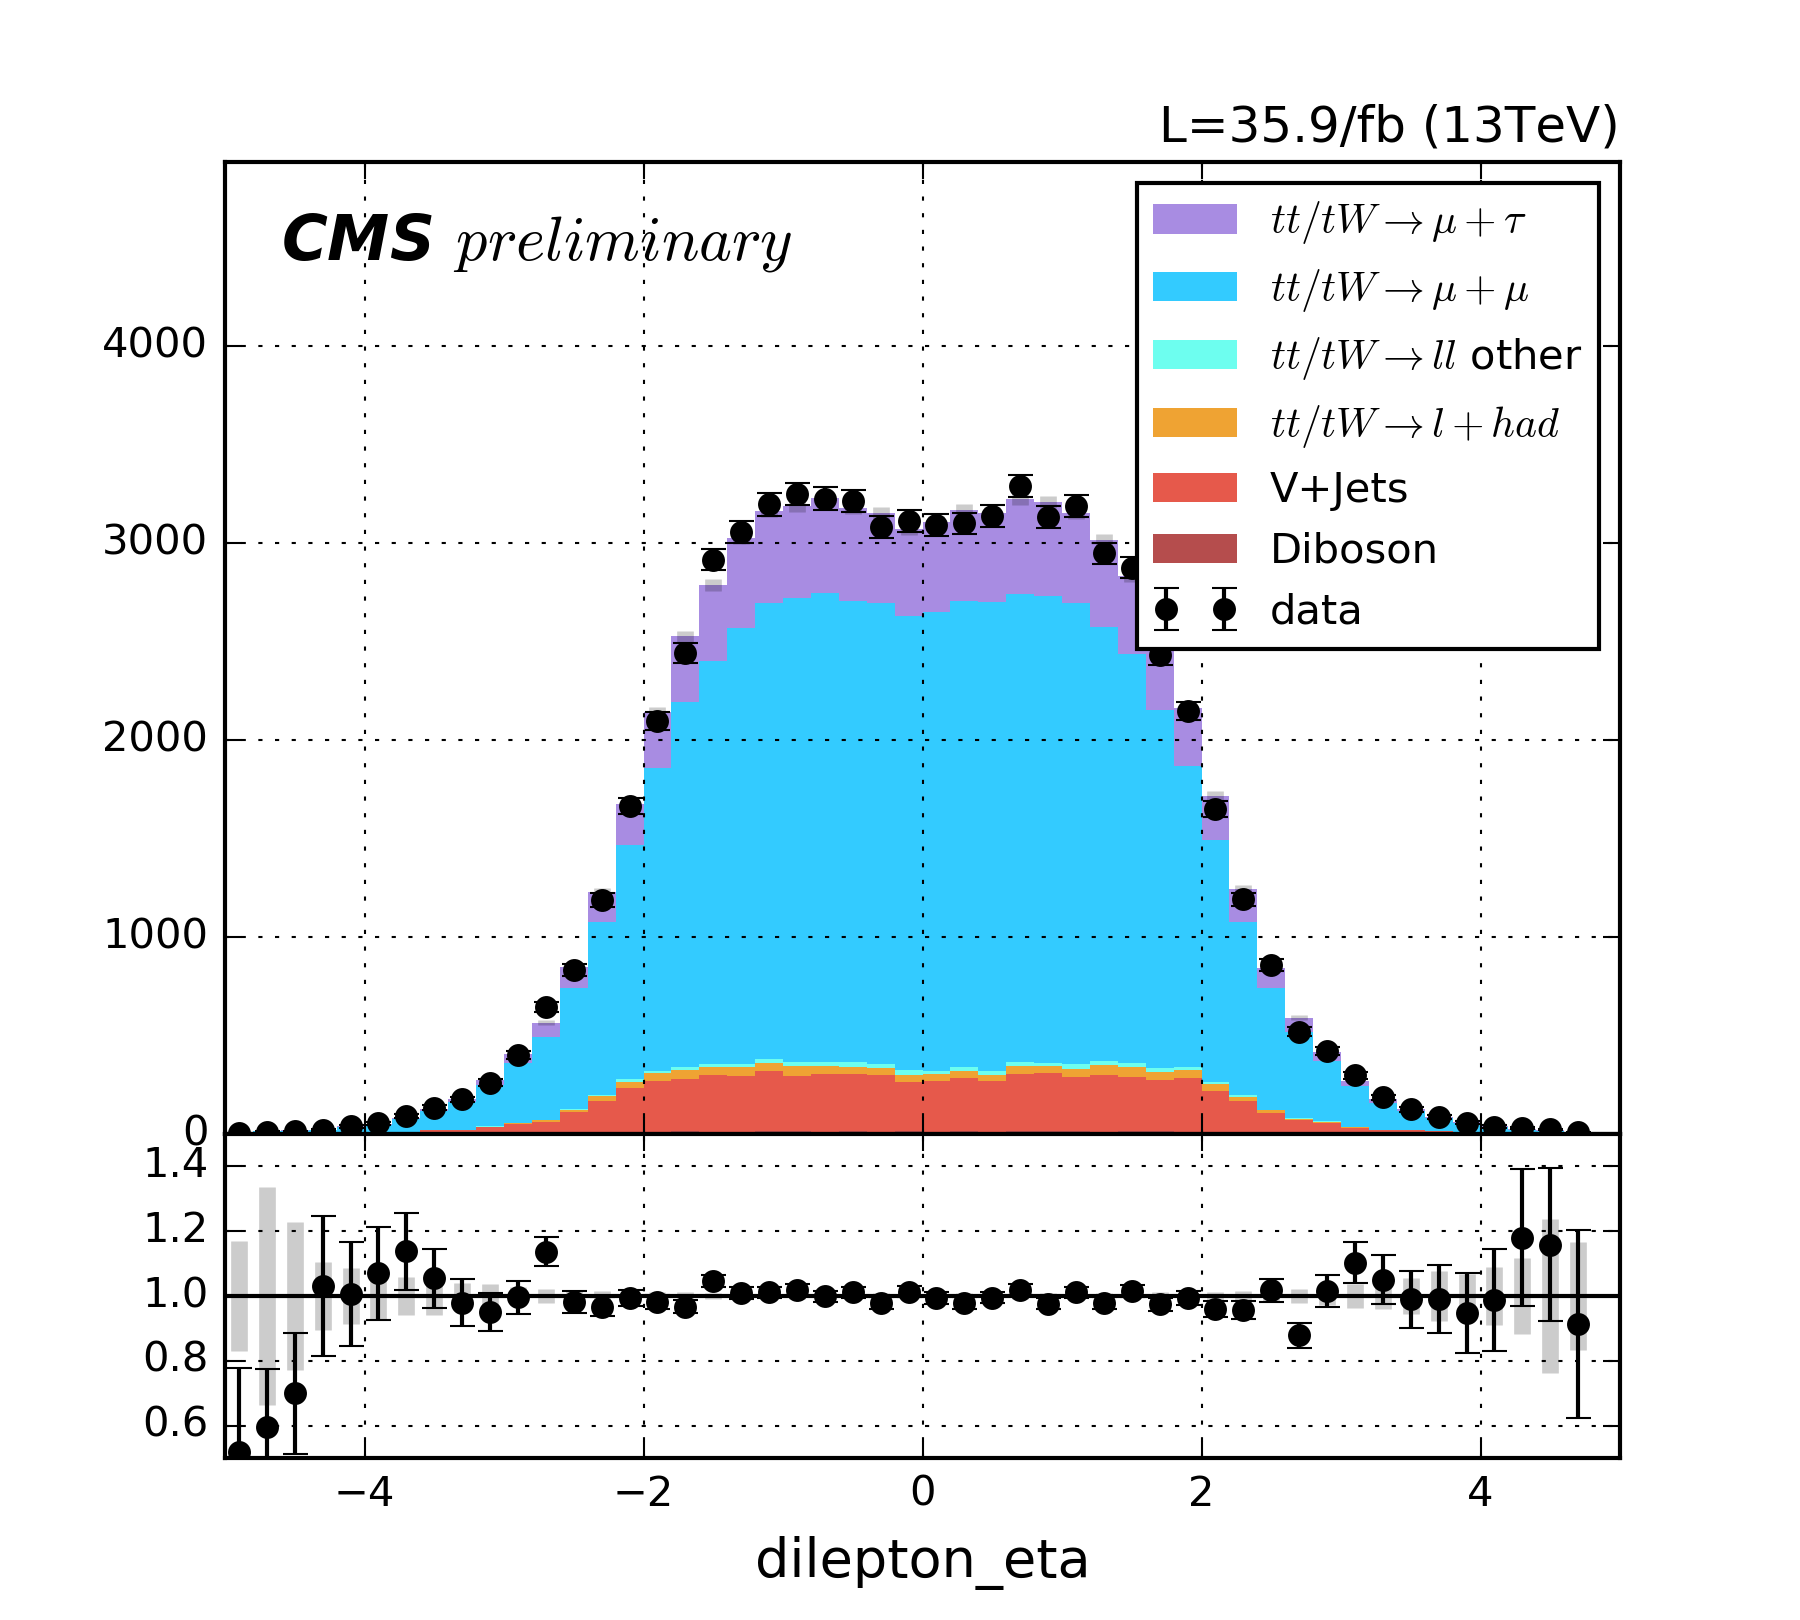 L=35.9/fb (13TeV)
CMS preliminary
tt/tW→μ+τ
tt/tW→μ+μ
tt/tW→ll other
tt/tW→l+had
V+Jets
Diboson
data
4000
3000
2000
1000
0
1.4
1.2
1.0
0.8
0.6
−4 −2 0 2 4
dilepton_eta